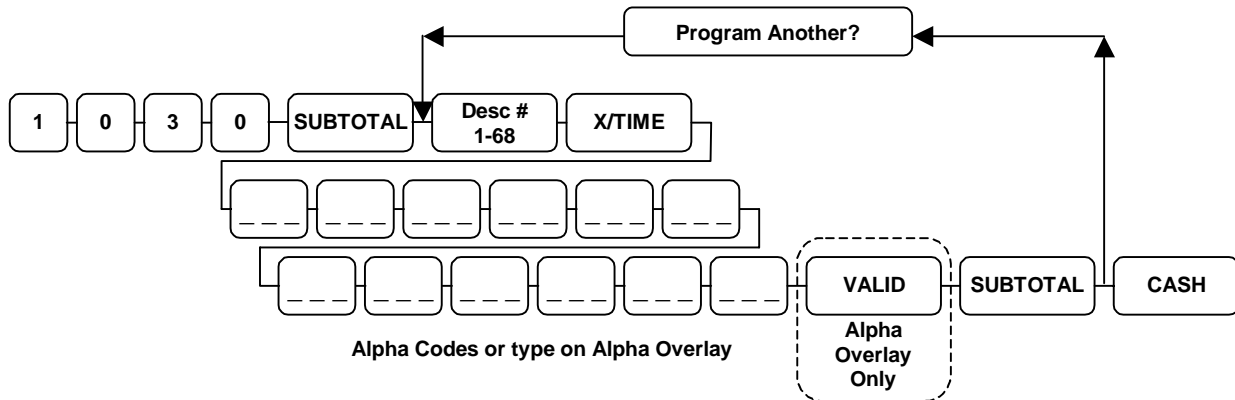 Program Another?
1 0 3 0 SUBTOTAL Desc # 1-68 X/TIME
_ _ _ _ _ _ _ _ _ _ _ _ _ _ _ _ _ _
_ _ _ _ _ _ _ _ _ _ _ _ _ _ _ _ _ _ VALID SUBTOTAL CASH
Alpha Codes or type on Alpha Overlay
Alpha
Overlay
Only